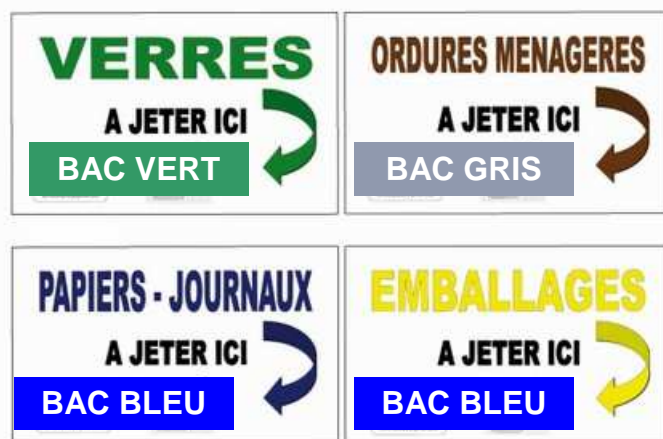 VERRES
A JETER ICI
BAC VERT
ORDURES MENAGERES
A JETER ICI
BAC GRIS
PAPIERS - JOURNAUX
A JETER ICI
BAC BLEU
EMBALLAGES
A JETER ICI
BAC BLEU